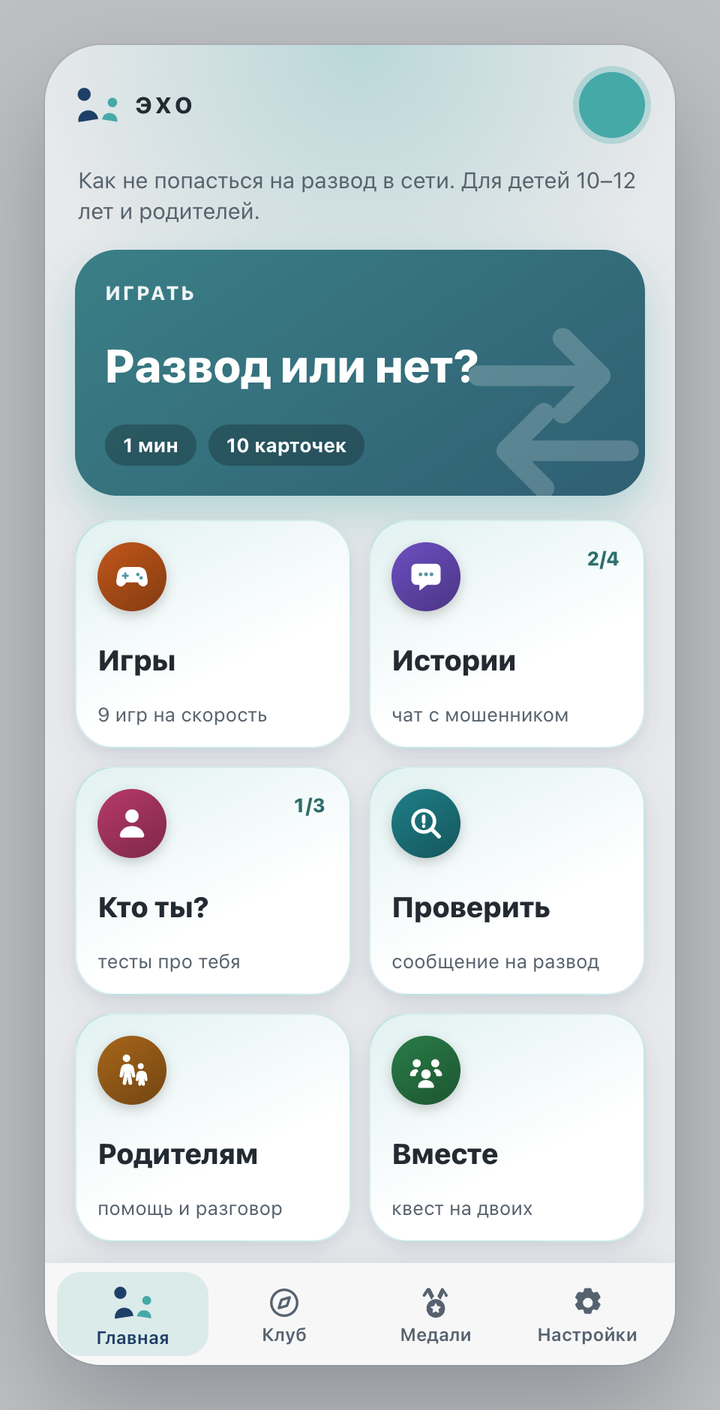 ЭХО
Как не попасться на развод в сети. Для детей 10–12
лет и родителей.
ИГРАТЬ
Развод или нет?
1 мин
10 карточек
Игры
9 игр на скорость
2/4
Истории
чат с мошенником
1/3
Кто ты?
тесты про тебя
Проверить
сообщение на развод
Родителям
помощь и разговор
Вместе
квест на двоих
Главная
Клуб
Медали
Настройки